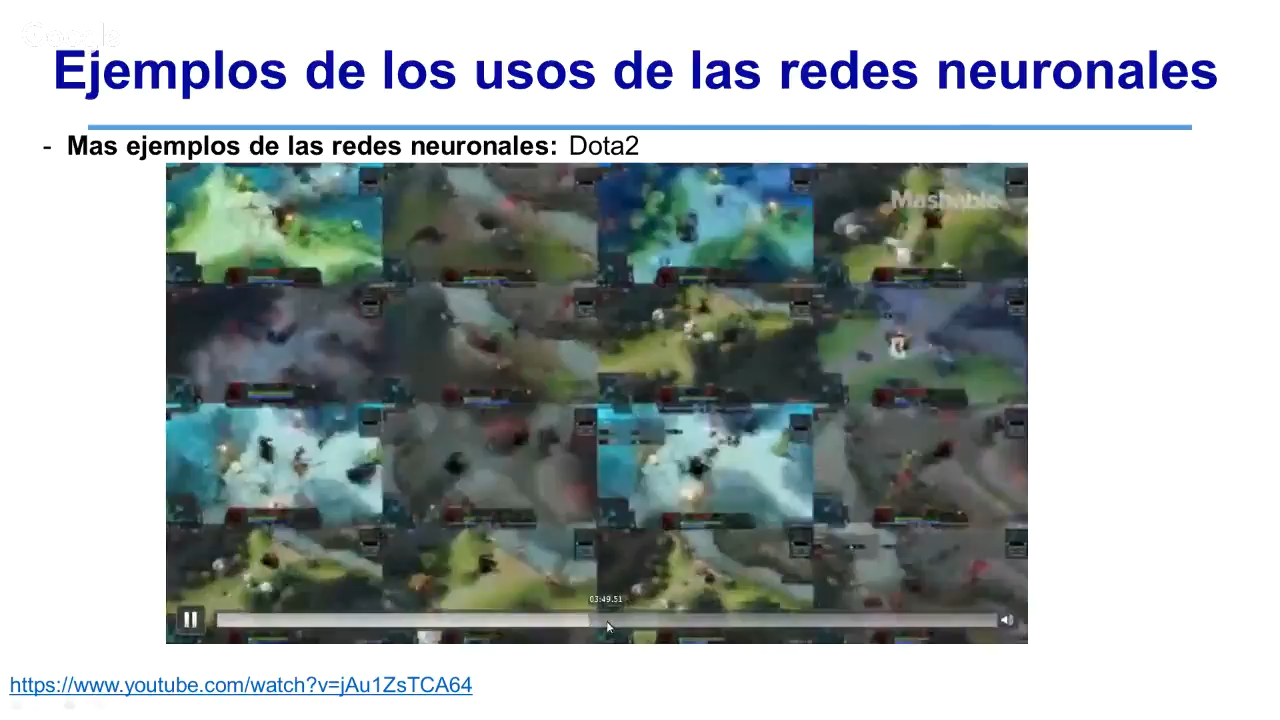 Google
Ejemplos de los usos de las redes neuronales
- Mas ejemplos de las redes neuronales: Dota2
Mashable
03:49.51
https://www.youtube.com/watch?v=jAu1ZsTCA64